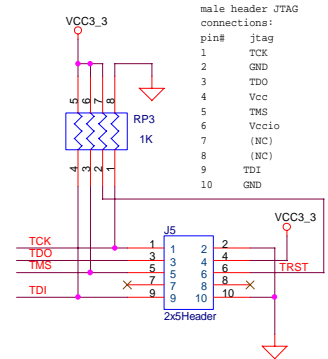 male header JTAG
connections:
pin# jtag
1 TCK
2 GND
3 TDO
4 Vcc
5 TMS
6 Vccio
7 (NC)
8 (NC)
9 TDI
10 GND
VCC3_3
5 6 7 8
RP3
1K
4 3 2 1
VCC3_3
J5
TCK 1 1 2 2
TDO 3 3 4 4
TMS 5 5 6 6 TRST
7 7 8 8
TDI 9 9 10 10
2x5Header